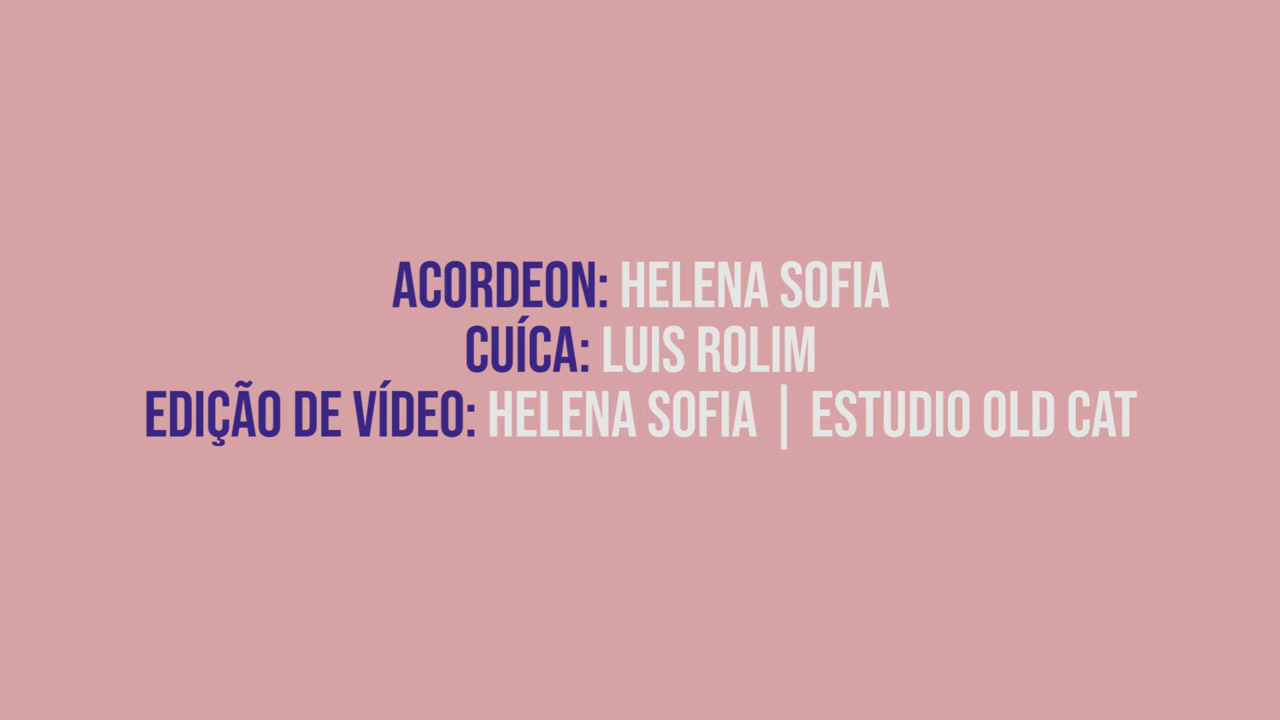 ACORDEON: HELENA SOFIA
CUÍCA: LUIS ROLIM
EDIÇÃO DE VÍDEO: HELENA SOFIA | ESTUDIO OLD CAT